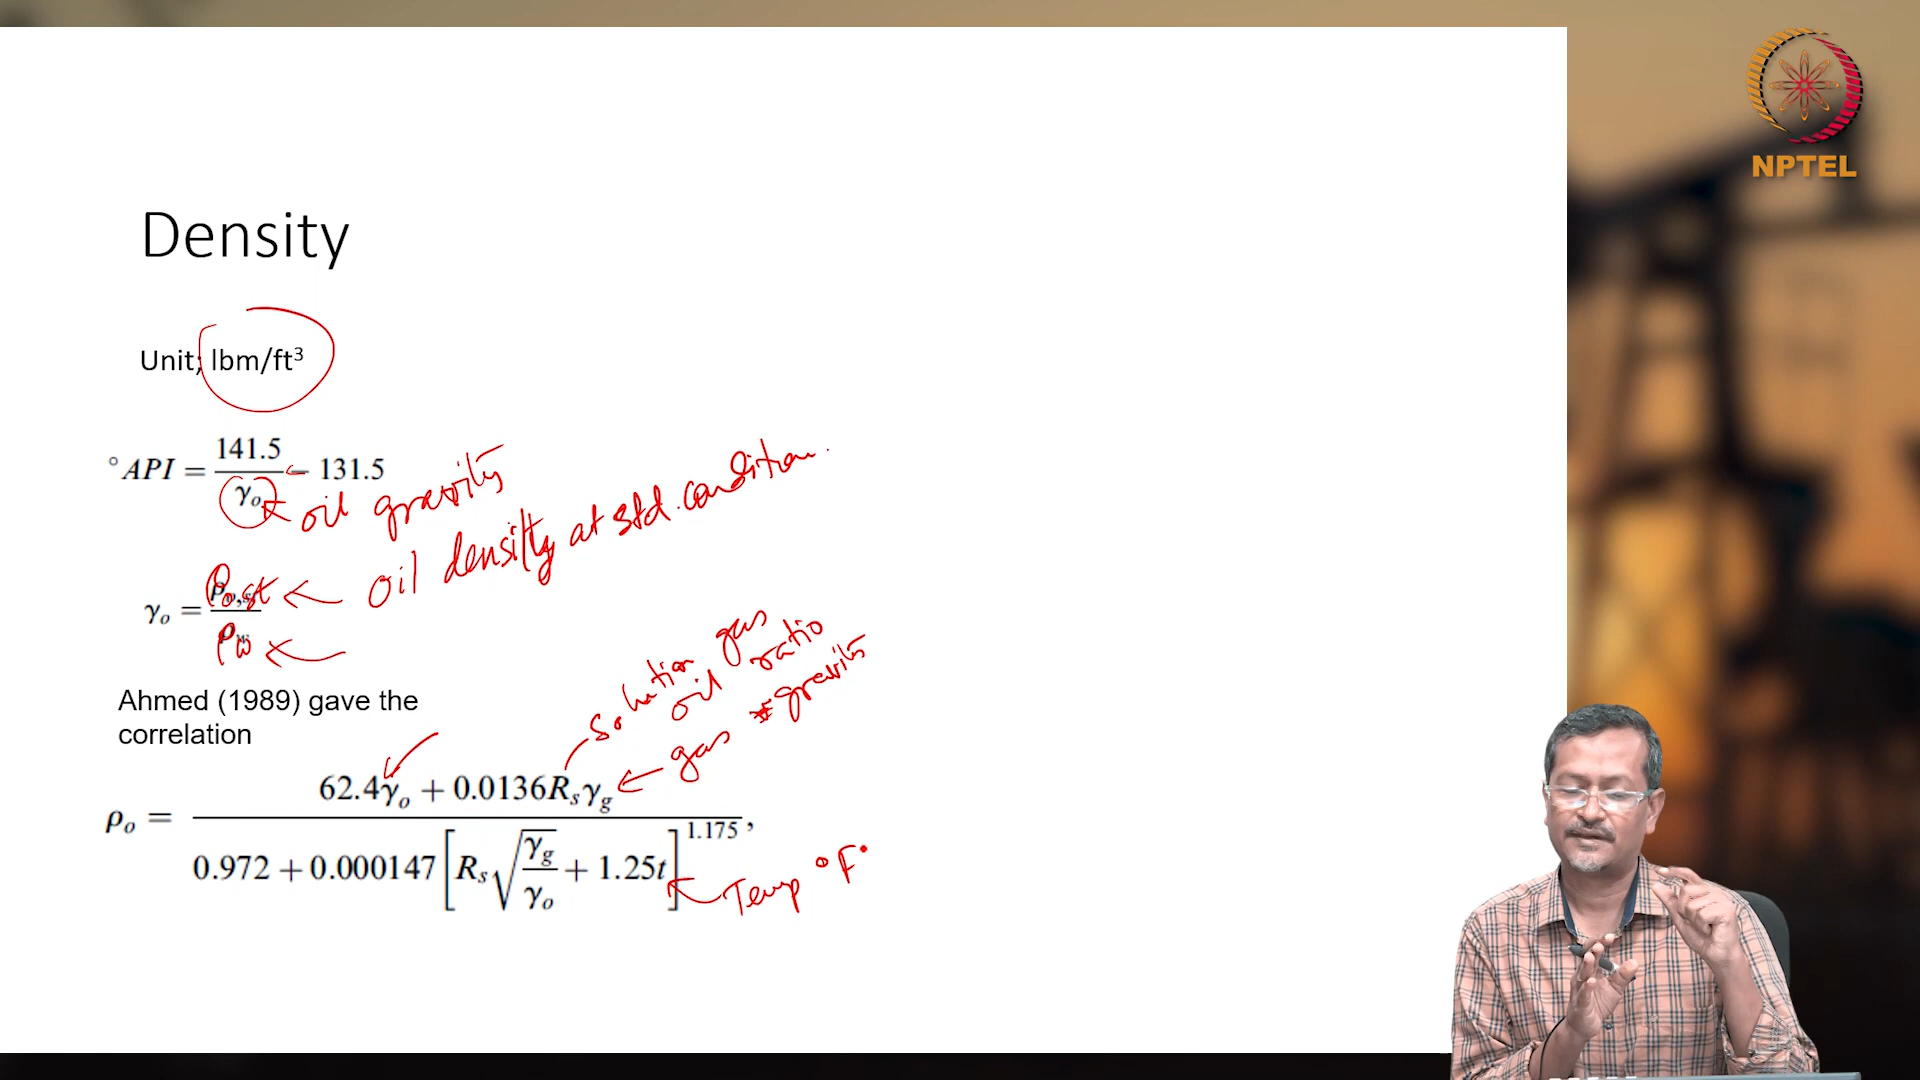 NPTEL
Density
Unit; lbm/ft³
°API = 141.5 / γₒ − 131.5
oil gravity
γₒ = ρₒ,st / ρw
oil density at std. condition.
Ahmed (1989) gave the
correlation
solution gas
oil ratio
gas gravity
ρₒ = 62.4γₒ + 0.0136Rₛγg / 0.972 + 0.000147 [Rₛ √(γg/γₒ) + 1.25t]^1.175,
Temp °F